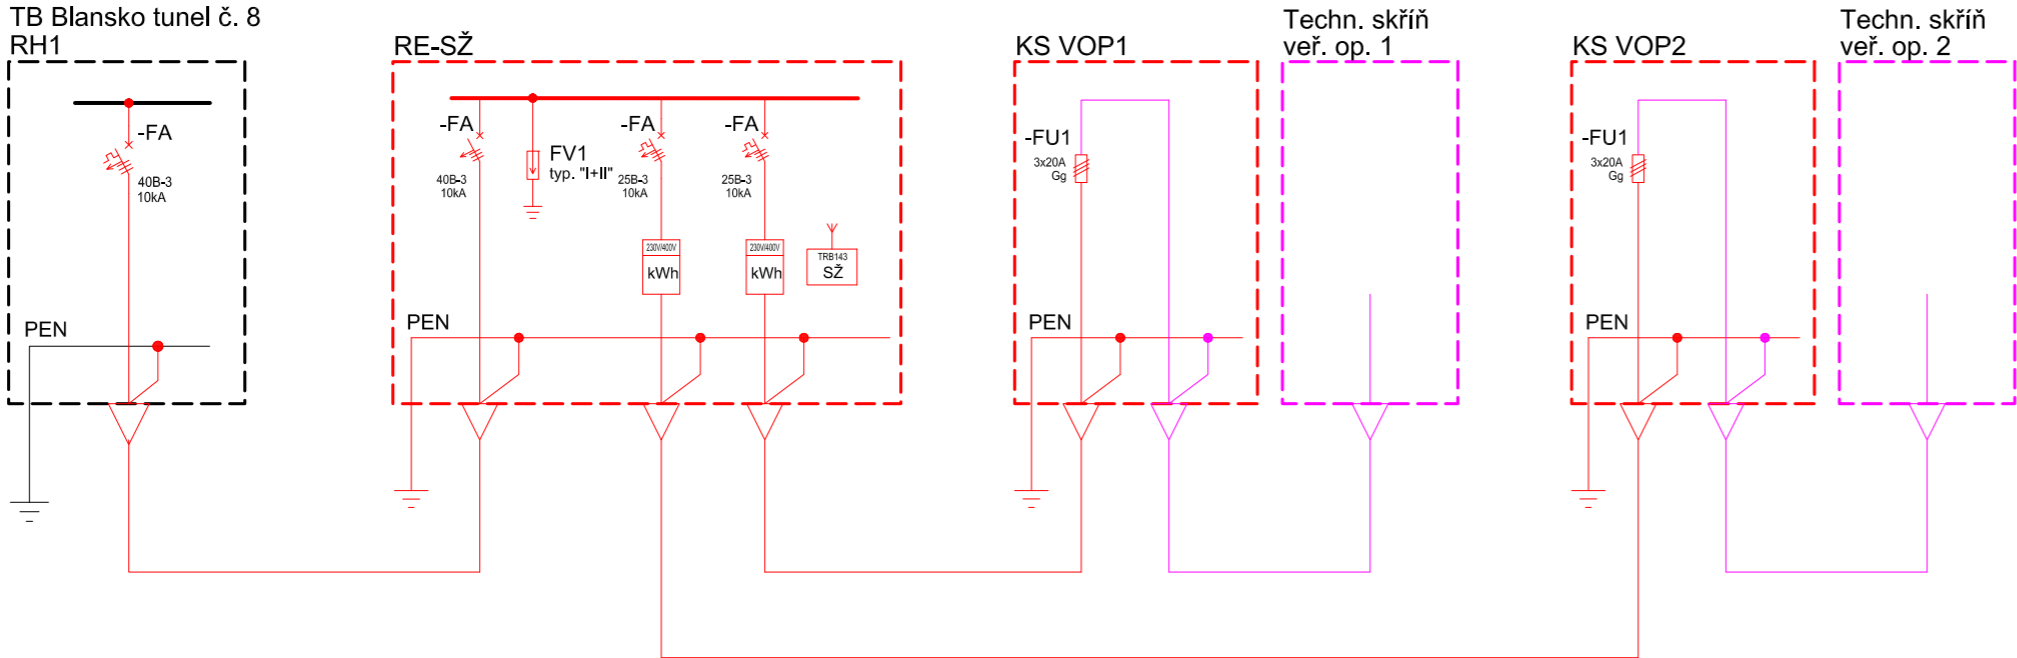 TB Blansko tunel č. 8
RH1
-FA
40B-3
10kA
PEN
RE-SŽ
-FA
40B-3
10kA
FV1
typ. "I+II"
-FA
25B-3
10kA
-FA
25B-3
10kA
230V/400V
kWh
230V/400V
kWh
TRB143
SŽ
PEN
KS VOP1
-FU1
3x20A
Gg
PEN
Techn. skříň
veř. op. 1
KS VOP2
-FU1
3x20A
Gg
PEN
Techn. skříň
veř. op. 2